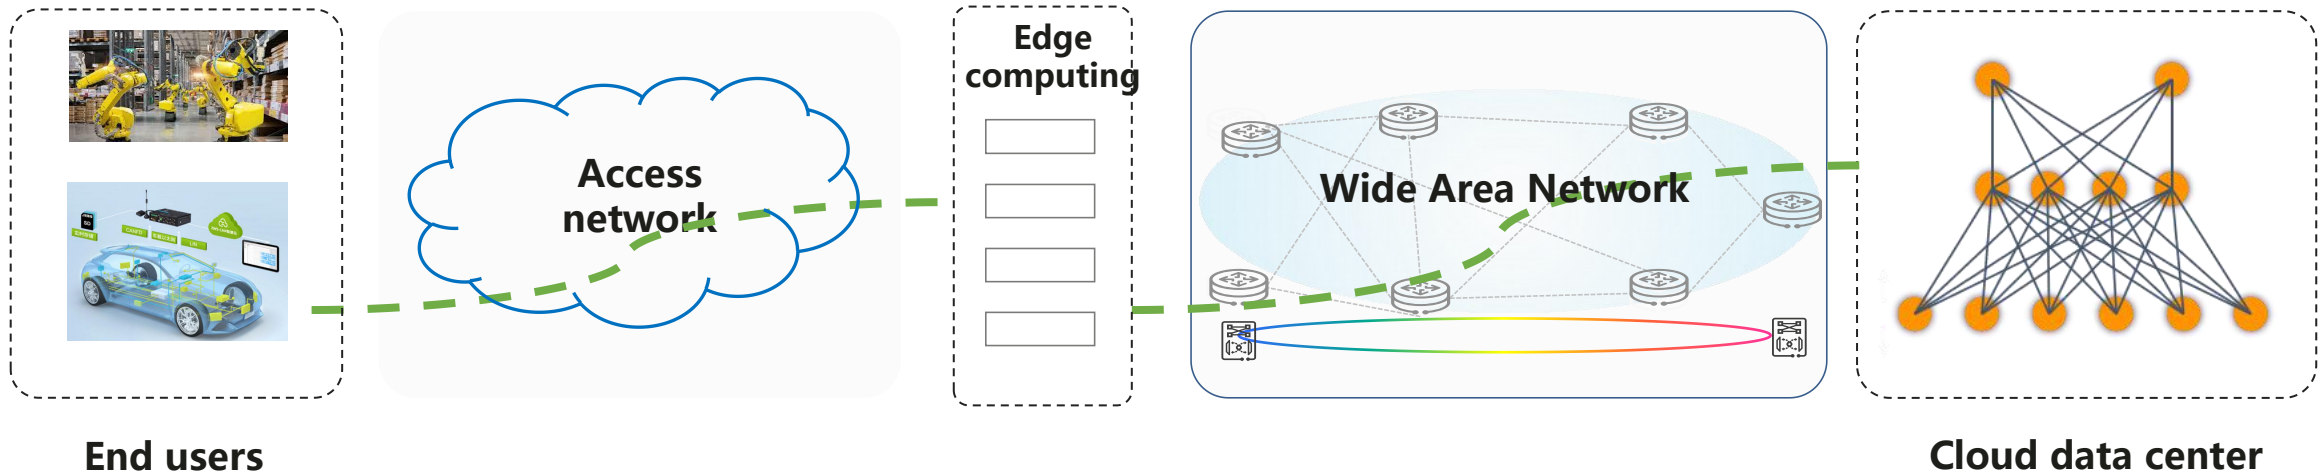 Edge
computing
Access
network
Wide Area Network
End users
Cloud data center